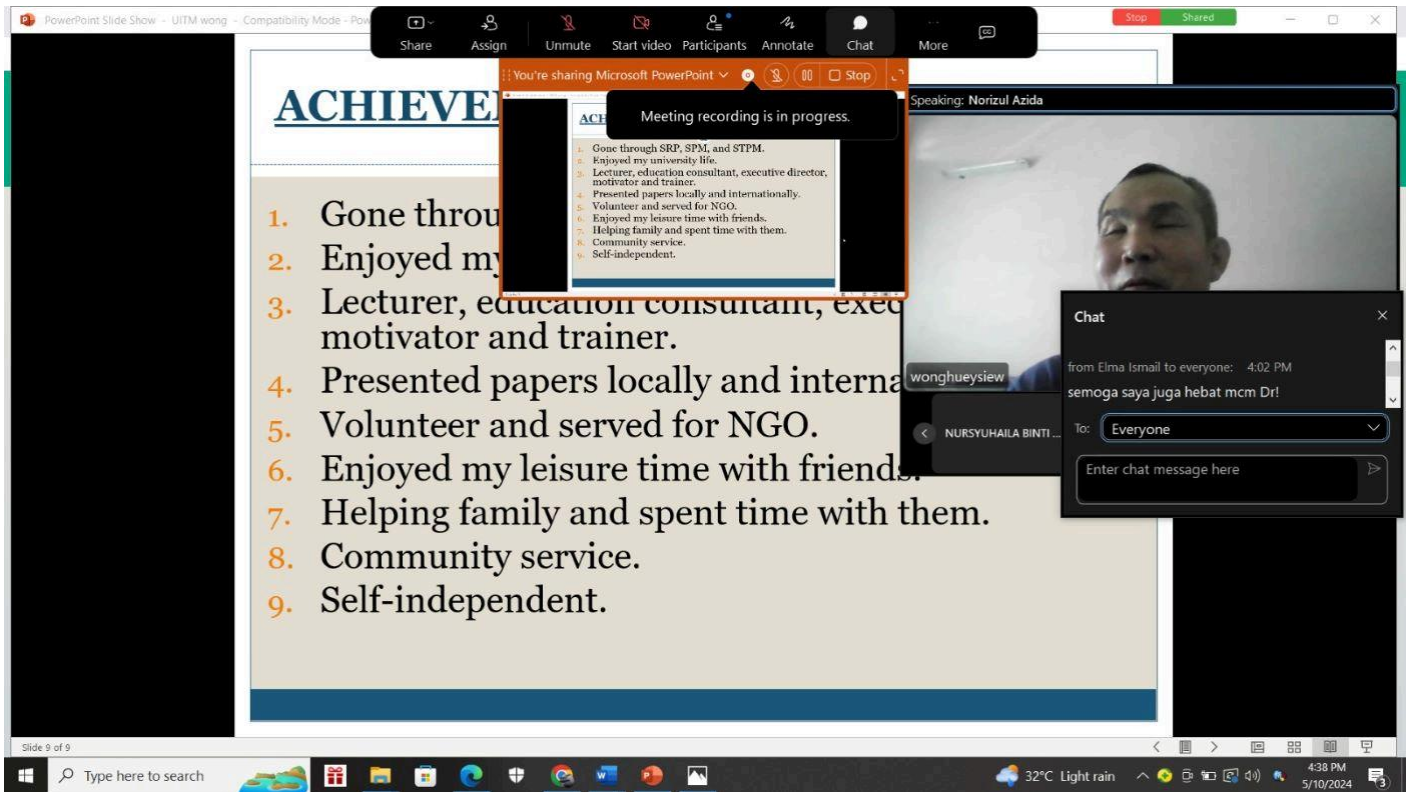 PowerPoint Slide Show - UITM wong - Compatibility Mode - Pow
Share
Assign
Unmute
Start video
Participants
Annotate
Chat
More
CC
Stop
Shared
You're sharing Microsoft PowerPoint
Stop
Meeting recording is in progress.
ACH
1. Gone through SRP, SPM, and STPM.
2. Enjoyed my university life.
3. Lecturer, education consultant, executive director,
motivator and trainer.
4. Presented papers locally and internationally.
5. Volunteer and served for NGO.
6. Enjoyed my leisure time with friends.
7. Helping family and spent time with them.
8. Community service.
9. Self-independent.
Speaking: Norizul Azida
wonghueysiew
NURSYUHAILA BINTI ...
Chat
from Elma Ismail to everyone: 4:02 PM
semoga saya juga hebat mcm Dr!
To: Everyone
Enter chat message here
ACHIEVE
1. Gone throu
2. Enjoyed my
3. Lecturer, education consultant, exec
motivator and trainer.
4. Presented papers locally and interna
5. Volunteer and served for NGO.
6. Enjoyed my leisure time with friends.
7. Helping family and spent time with them.
8. Community service.
9. Self-independent.
Slide 9 of 9
Type here to search
32°C Light rain
4:38 PM
5/10/2024
3